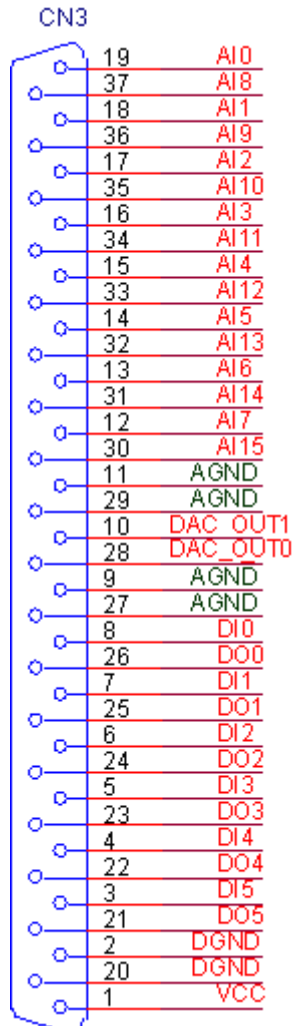 CN3
19 AI0
37 AI8
18 AI1
36 AI9
17 AI2
35 AI10
16 AI3
34 AI11
15 AI4
33 AI12
14 AI5
32 AI13
13 AI6
31 AI14
12 AI7
30 AI15
11 AGND
29 AGND
10 DAC_OUT1
28 DAC_OUT0
9 AGND
27 AGND
8 DI0
26 DO0
7 DI1
25 DO1
6 DI2
24 DO2
5 DI3
23 DO3
4 DI4
22 DO4
3 DI5
21 DO5
2 DGND
20 DGND
1 VCC